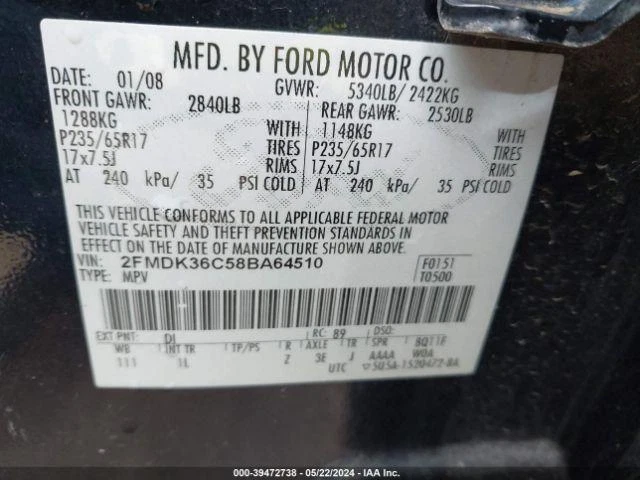 MFD. BY FORD MOTOR CO.
DATE: 01/08 GVWR: 5340LB/ 2422KG
FRONT GAWR: 2840LB REAR GAWR: 2530LB
1288KG WITH 1148KG WITH
P235/65R17 TIRES P235/65R17 TIRES
17x7.5J RIMS 17x7.5J RIMS
AT 240 kPa/ 35 PSI COLD AT 240 kPa/ 35 PSI COLD
THIS VEHICLE CONFORMS TO ALL APPLICABLE FEDERAL MOTOR
VEHICLE SAFETY AND THEFT PREVENTION STANDARDS IN
EFFECT ON THE DATE OF MANUFACTURE SHOWN ABOVE.
VIN: 2FMDK36C58BA64510 F0151
TYPE: MPV T0500
EXT PNT: DI RC: 89 DSO:
WB INT TR TP/PS R AXLE TR SPR
111 1L Z 3E J AAAA W0A
UTC 5U5A-1520472-BA
000-39472738 - 05/22/2024 - IAA Inc.